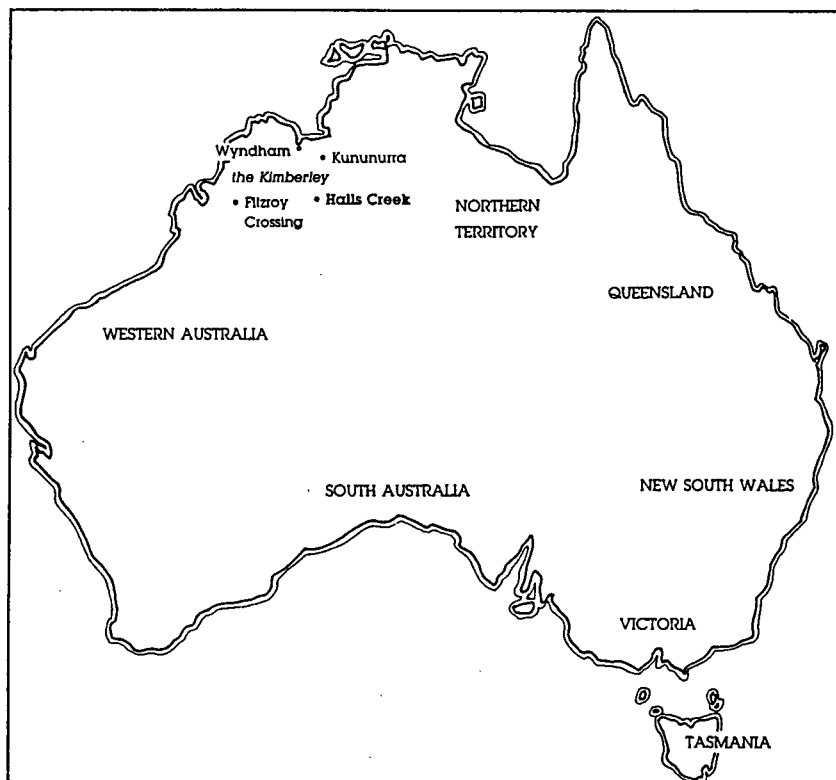 Wyndham
Kununurra
the Kimberley
Fitzroy
Crossing
Halls Creek
NORTHERN
TERRITORY
QUEENSLAND
WESTERN AUSTRALIA
SOUTH AUSTRALIA
NEW SOUTH WALES
VICTORIA
TASMANIA